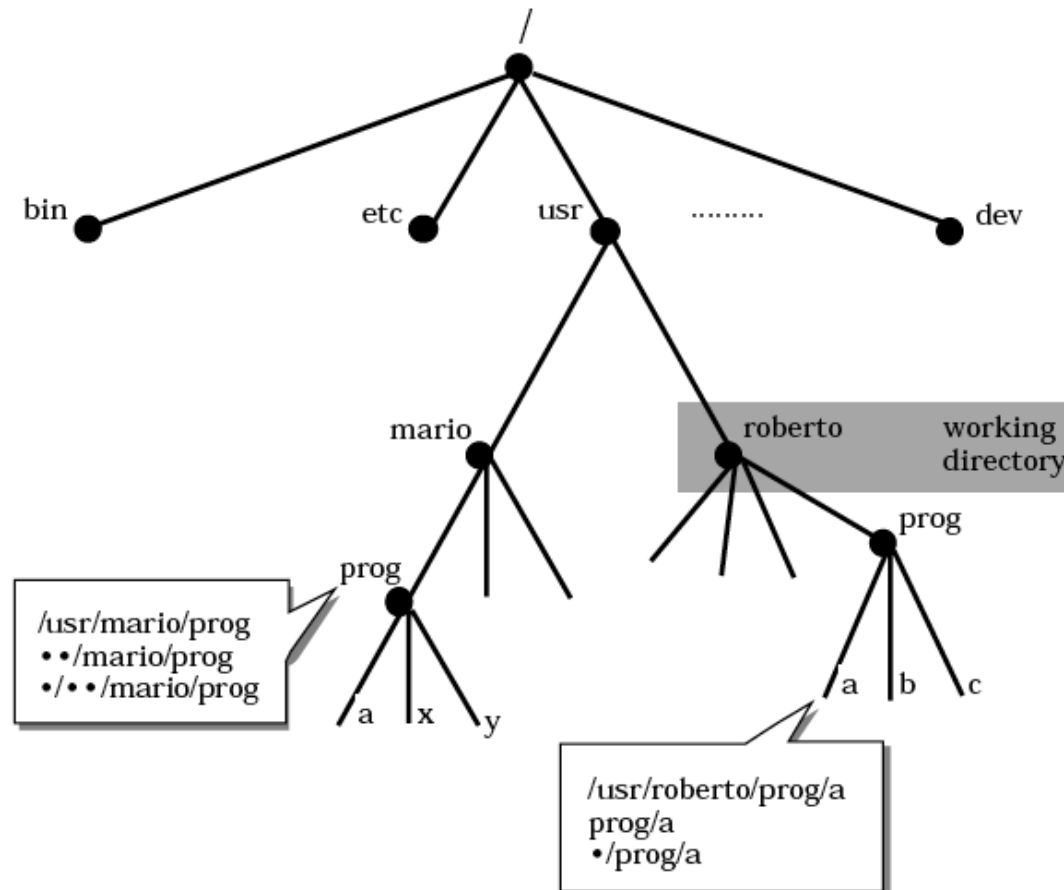 /
bin
etc
usr
.........
dev
mario
roberto
working
directory
prog
prog
/usr/mario/prog
••/mario/prog
•/••/mario/prog
a
x
y
a
b
c
/usr/roberto/prog/a
prog/a
•/prog/a